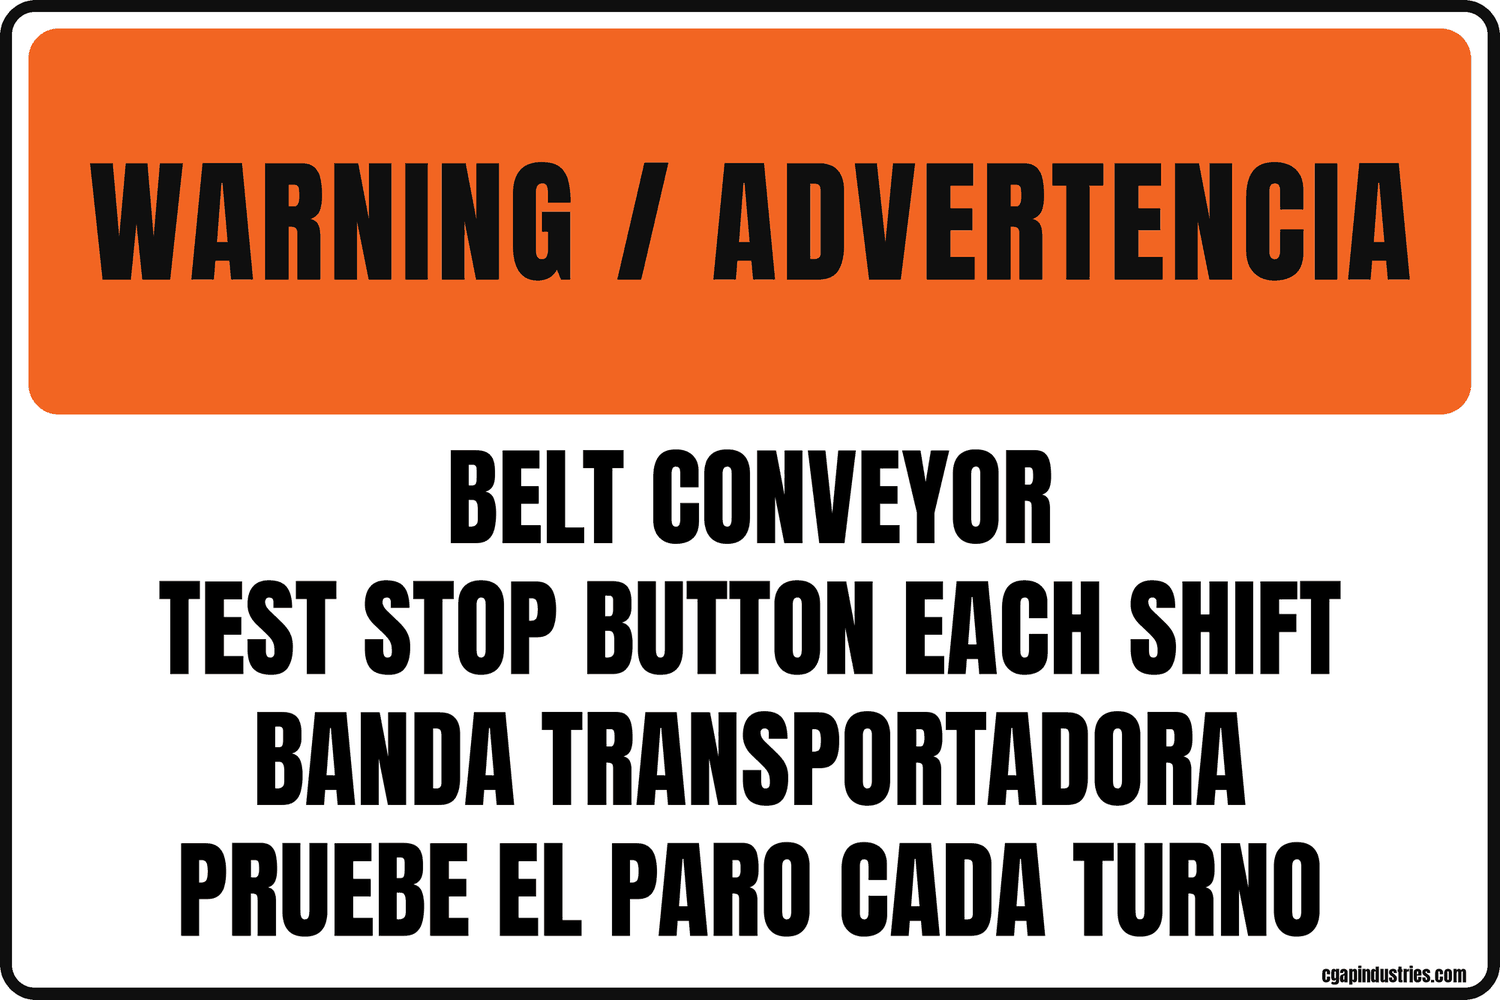 WARNING / ADVERTENCIA
BELT CONVEYOR
TEST STOP BUTTON EACH SHIFT
BANDA TRANSPORTADORA
PRUEBE EL PARO CADA TURNO
cgapindustries.com